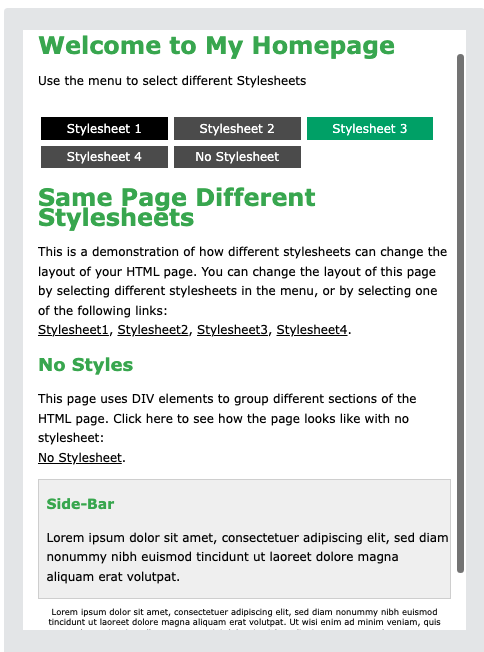 Welcome to My Homepage
Use the menu to select different Stylesheets
Stylesheet 1 Stylesheet 2 Stylesheet 3
Stylesheet 4 No Stylesheet
Same Page Different
Stylesheets
This is a demonstration of how different stylesheets can change the
layout of your HTML page. You can change the layout of this page
by selecting different stylesheets in the menu, or by selecting one
of the following links:
Stylesheet1, Stylesheet2, Stylesheet3, Stylesheet4.
No Styles
This page uses DIV elements to group different sections of the
HTML page. Click here to see how the page looks like with no
stylesheet:
No Stylesheet.
Side-Bar
Lorem ipsum dolor sit amet, consectetuer adipiscing elit, sed diam
nonummy nibh euismod tincidunt ut laoreet dolore magna
aliquam erat volutpat.
Lorem ipsum dolor sit amet, consectetuer adipiscing elit, sed diam nonummy nibh euismod
tincidunt ut laoreet dolore magna aliquam erat volutpat. Ut wisi enim ad minim veniam, quis